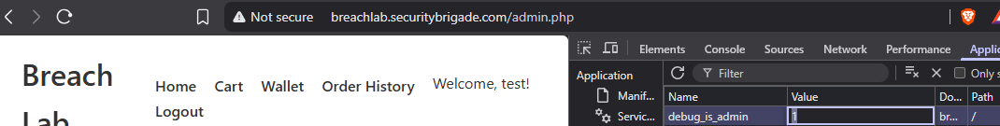 Not secure breachlab.securitybrigade.com/admin.php
Breach
Lab
Home Cart Wallet Order History Welcome, test!
Logout
Elements Console Sources Network Performance
Application Filter Only s
Manif... Name Value Do... Path
Servic... debug_is_admin 1 br... /